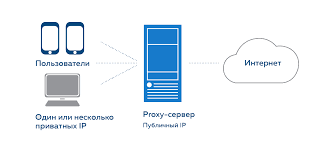 Пользователи
Один или несколько
приватных IP
Proxy-сервер
Публичный IP
Интернет